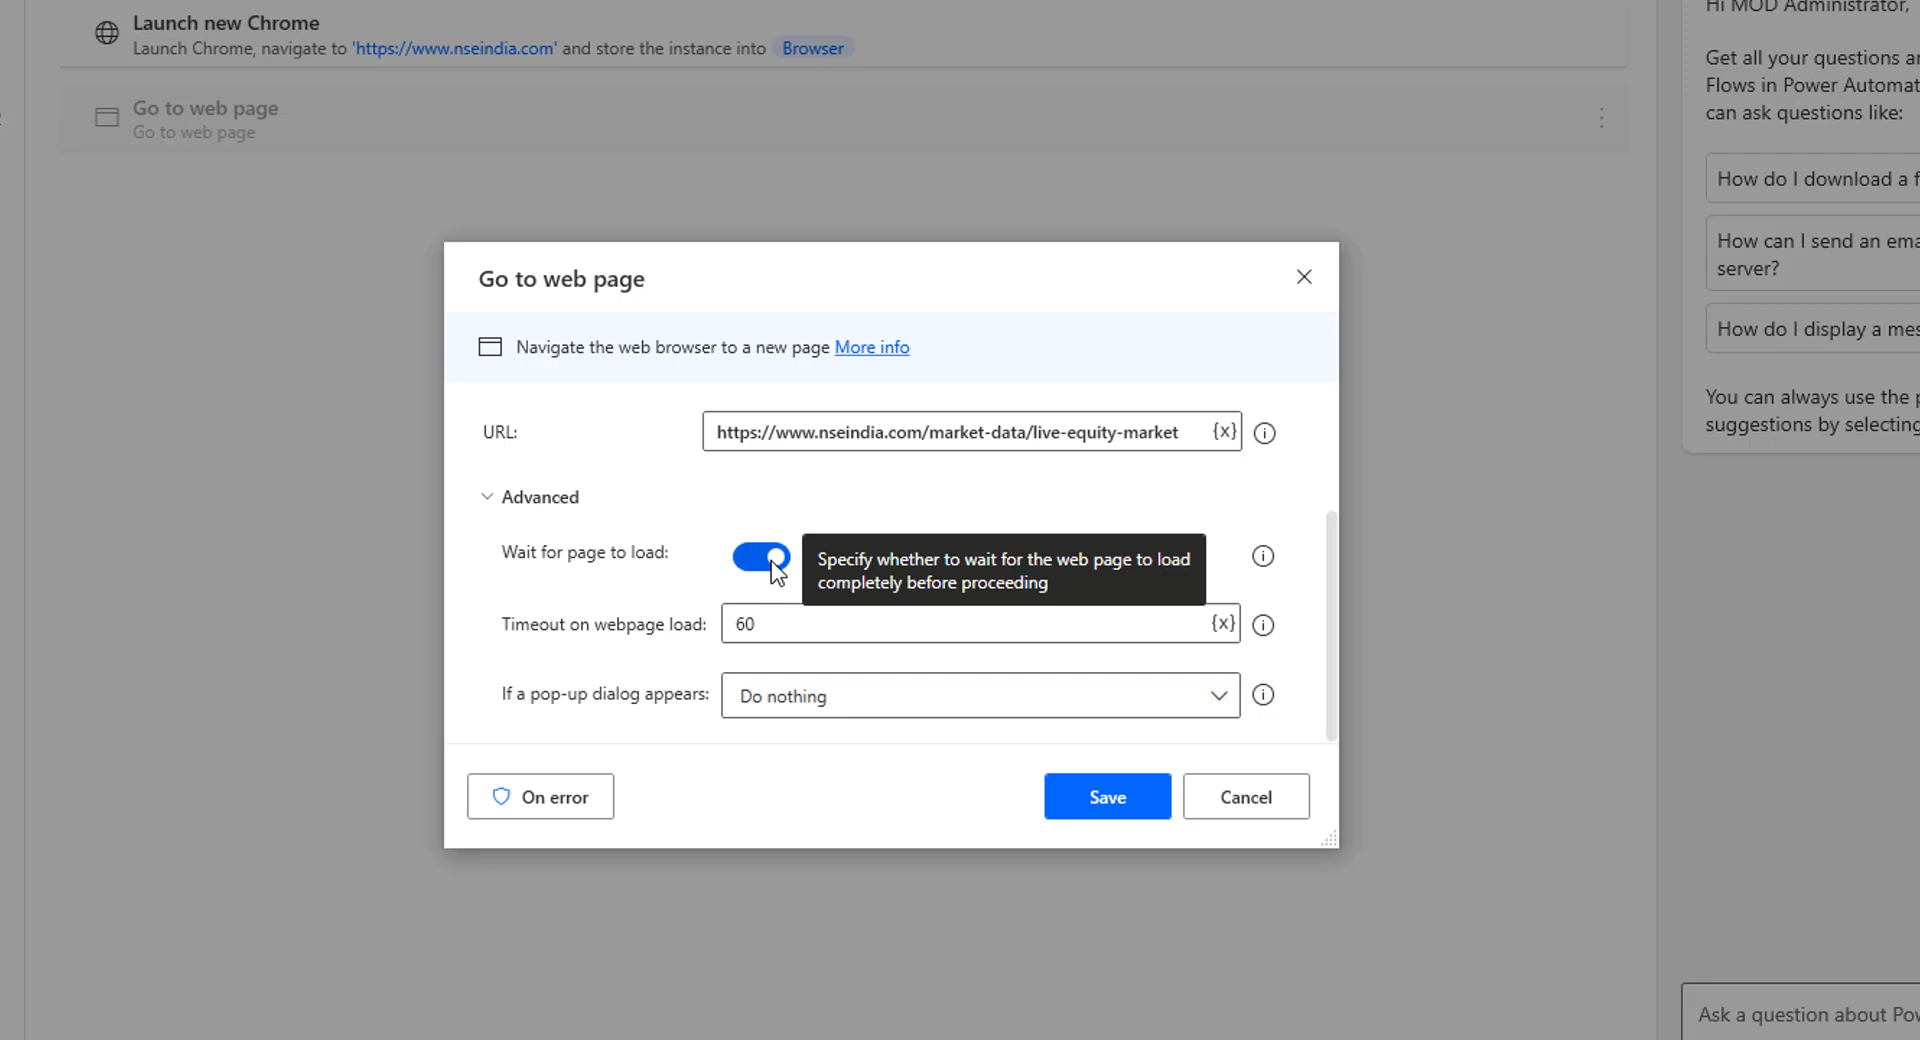 Launch new Chrome
Launch Chrome, navigate to 'https://www.nseindia.com' and store the instance into Browser
Go to web page
Go to web page
Hi MOD Administrator,
Get all your questions
Flows in Power
can ask questions like:
How do I download a
How can I send an
server?
How do I display a
You can always use the
suggestions by selecting
Go to web page
Navigate the web browser to a new page More info
URL:
https://www.nseindia.com/market-data/live-equity-market {x}
Advanced
Wait for page to load:
Specify whether to wait for the web page to load
completely before proceeding
Timeout on webpage load: 60 {x}
If a pop-up dialog appears: Do nothing
On error
Save
Cancel
Ask a question about